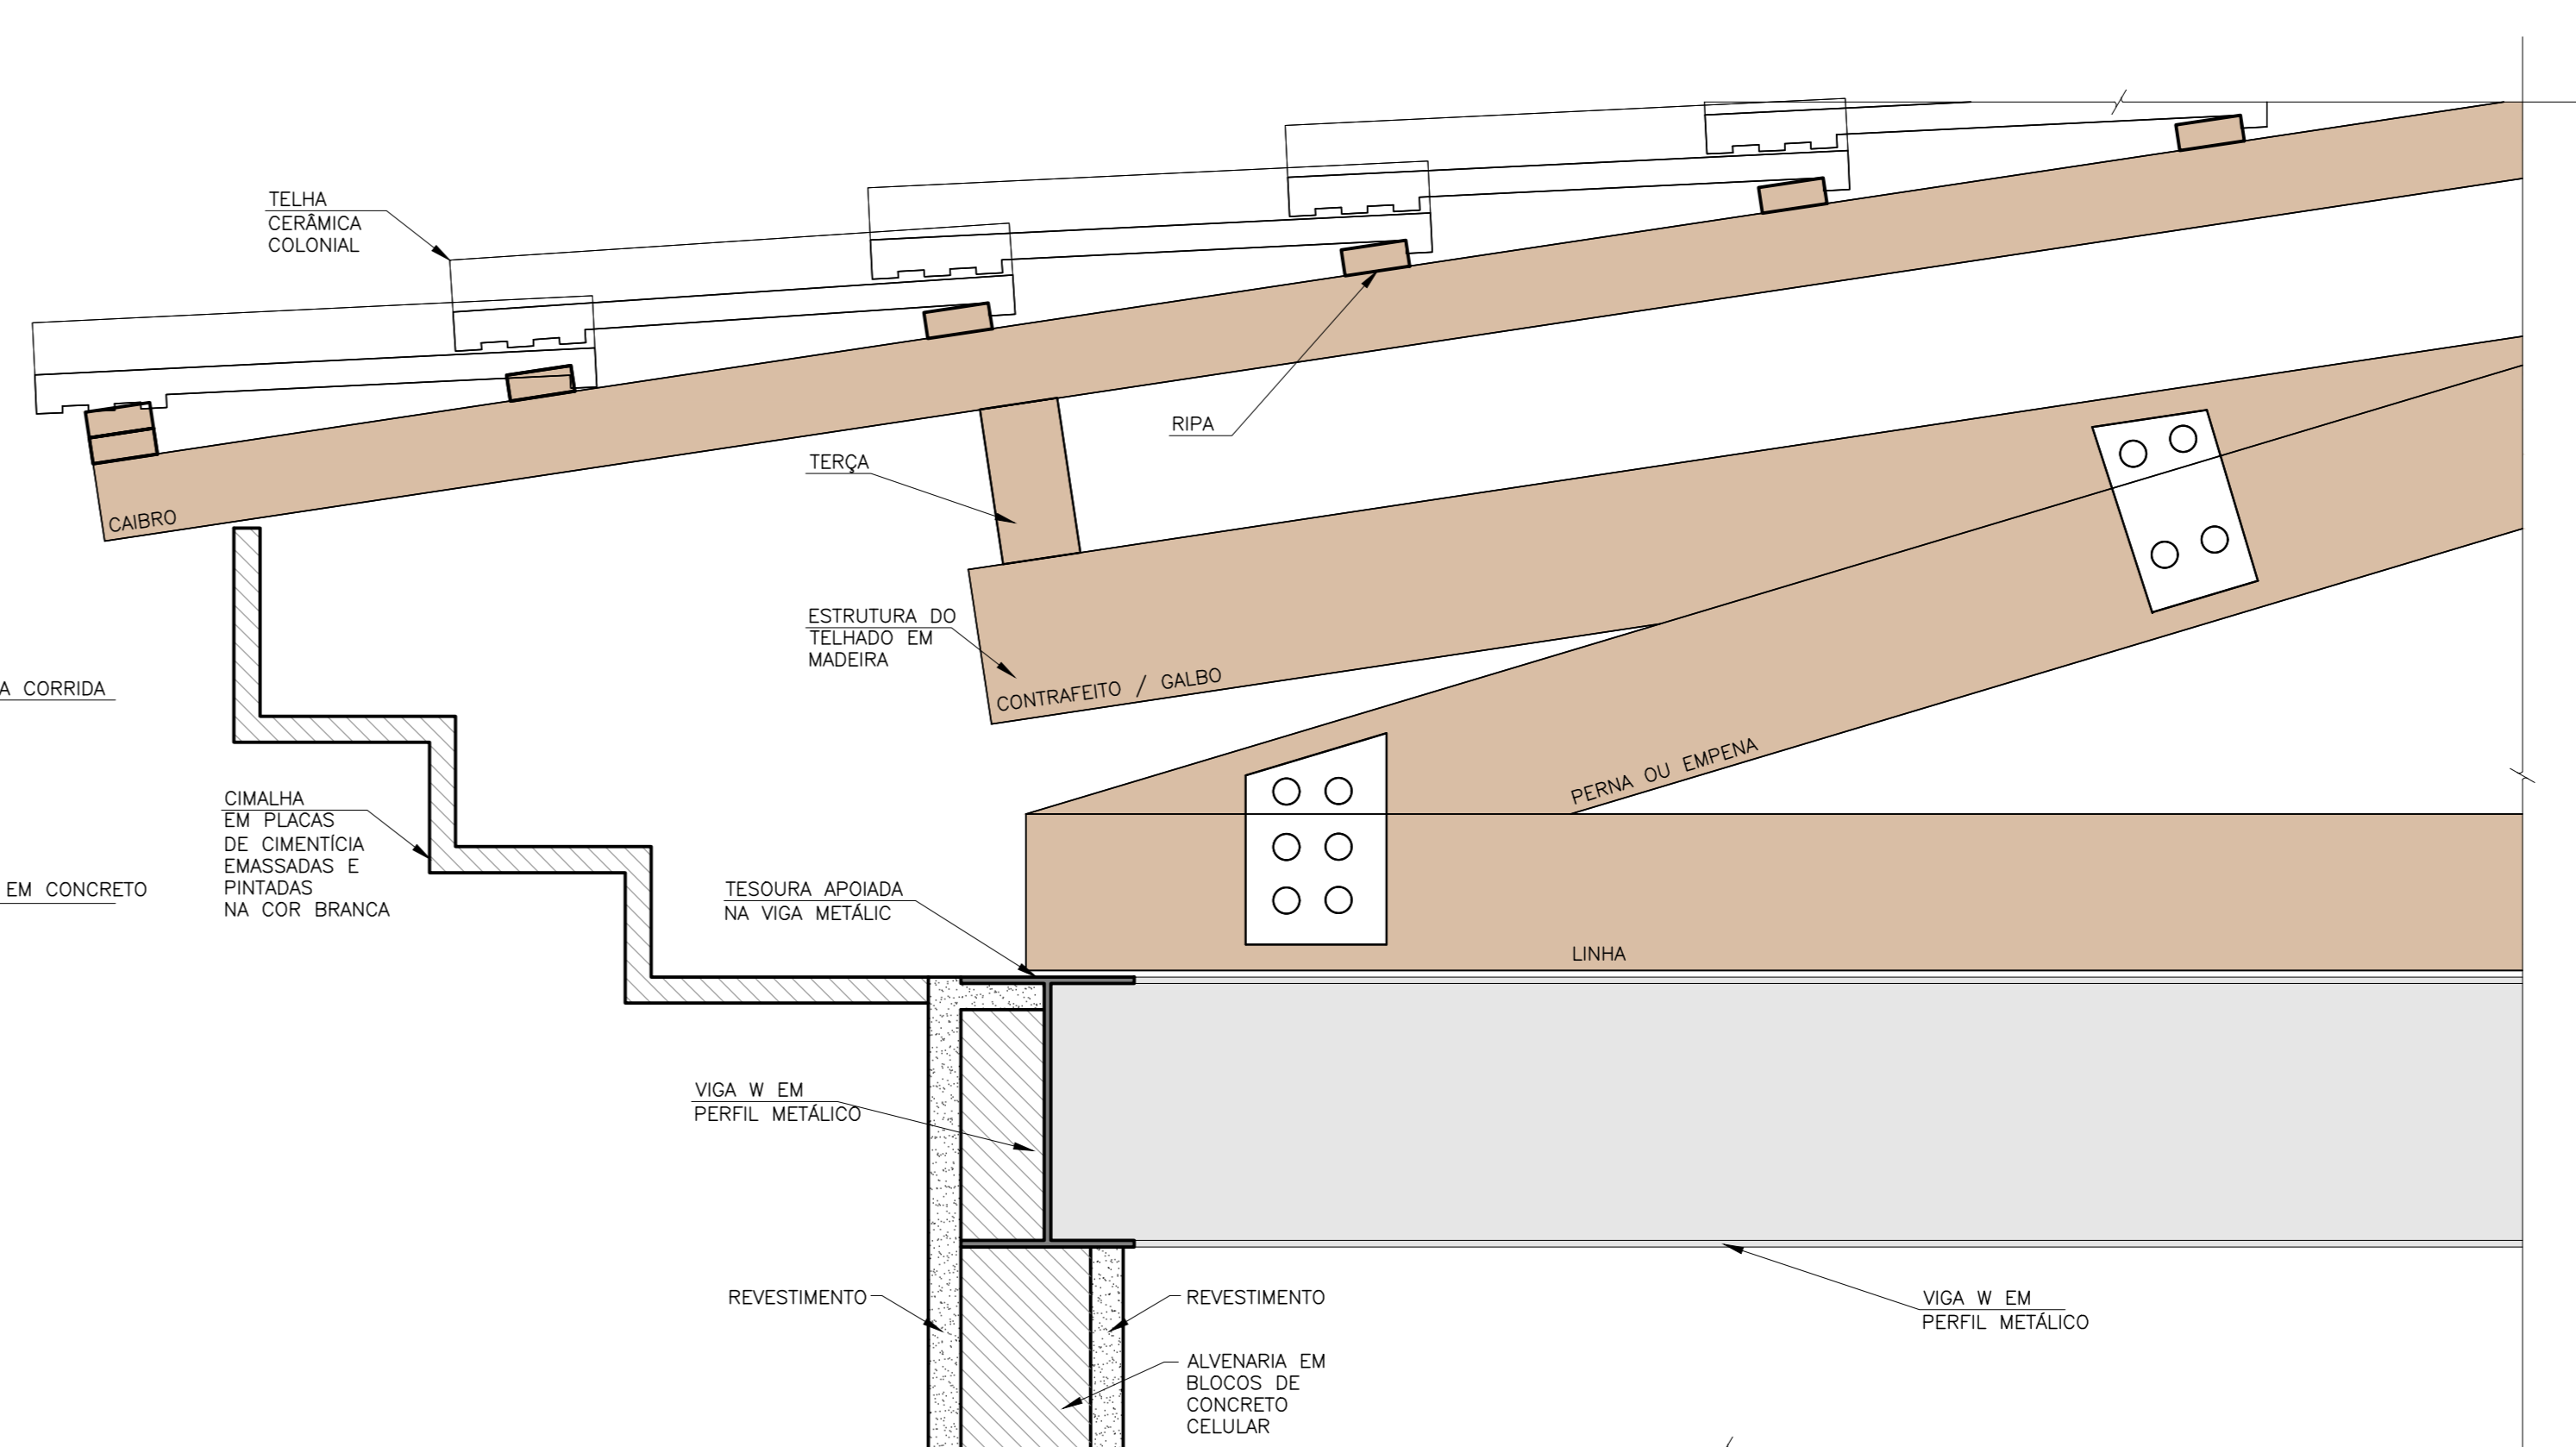 TELHA
CERÂMICA
COLONIAL
RIPA
TERÇA
CAIBRO
ESTRUTURA DO
TELHADO EM
MADEIRA
CONTRAFEITO / GALBO
A CORRIDA
PERNA OU EMPENA
CIMALHA
EM PLACAS
DE CIMENTÍCIA
EMASSADAS E
PINTADAS
NA COR BRANCA
EM CONCRETO
TESOURA APOIADA
NA VIGA METÁLIC
LINHA
VIGA W EM
PERFIL METÁLICO
REVESTIMENTO
REVESTIMENTO
VIGA W EM
PERFIL METÁLICO
ALVENARIA EM
BLOCOS DE
CONCRETO
CELULAR